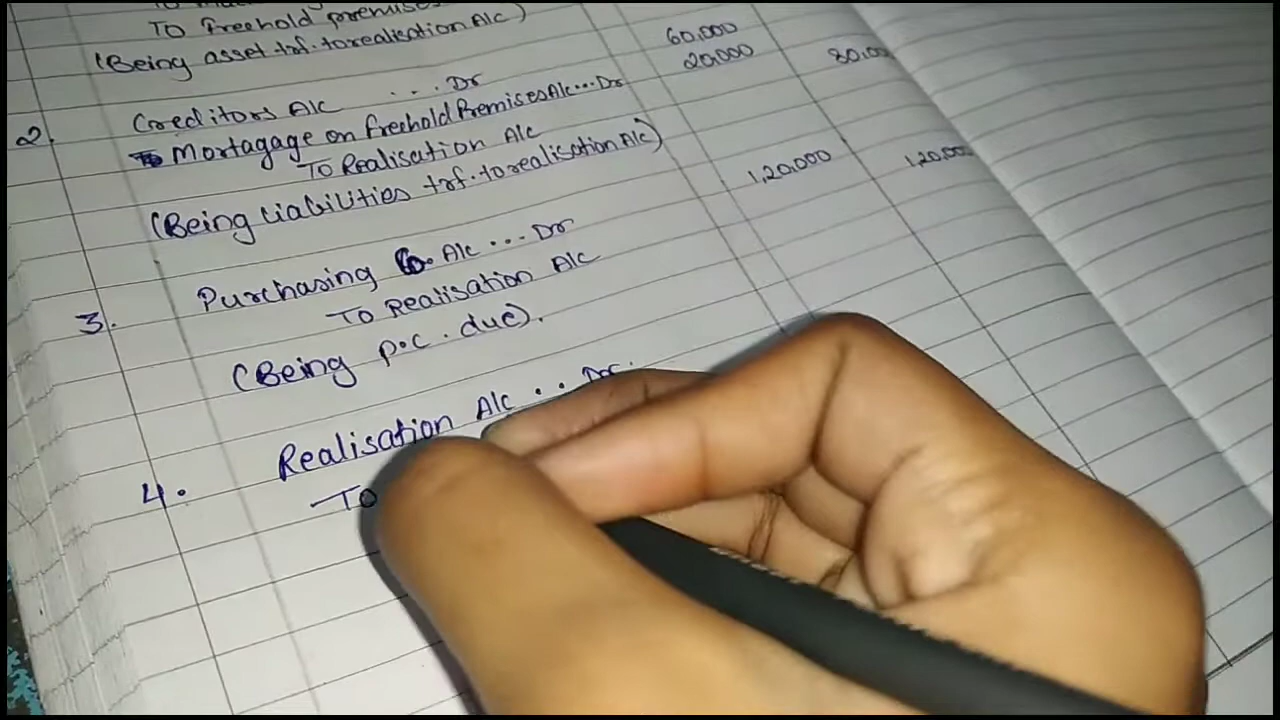 To Freehold premises
(Being asset trf. to realisation A/c)
2. Creditors A/c ... Dr 60,000
Mortagage on freehold Premises A/c... Dr 20,000
To Realisation A/c 80,000
(Being liabilities trf. to realisation A/c)
3. Purchasing Co. A/c ... Dr 1,20,000
To Realisation A/c 1,20,000
(Being p.c. due).
4. Realisation A/c .. Dr.
To